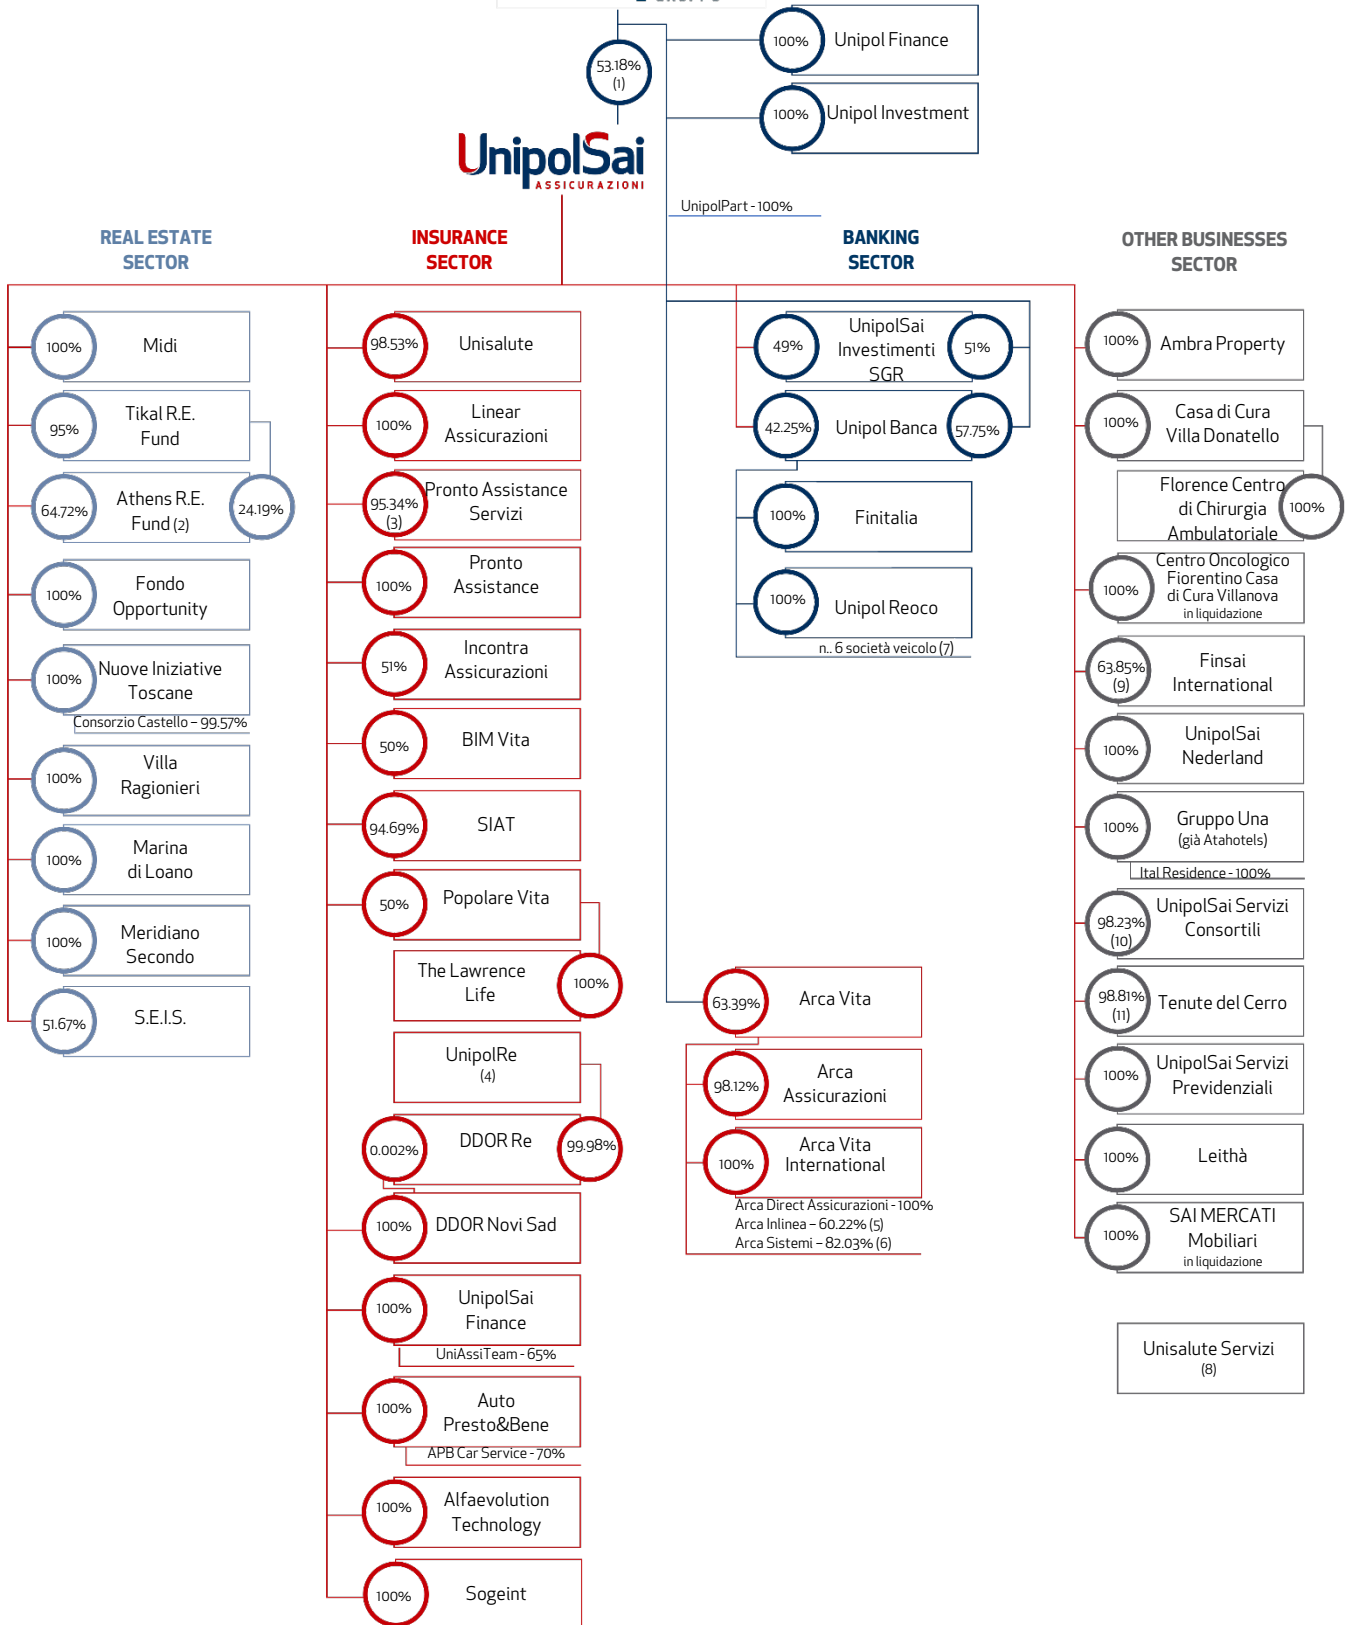 100%
Unipol Finance
53.18%
(1)
100%
Unipol Investment
UnipolSai
ASSICURAZIONI
UnipolPart - 100%
REAL ESTATE
SECTOR
100%
Midi
95%
Tikal R.E.
Fund
64.72%
Athens R.E.
Fund (2)
24.19%
100%
Fondo
Opportunity
100%
Nuove Iniziative
Toscane
Consorzio Castello – 99.57%
100%
Villa
Ragionieri
100%
Marina
di Loano
100%
Meridiano
Secondo
51.67%
S.E.I.S.
INSURANCE
SECTOR
98.53%
Unisalute
100%
Linear
Assicurazioni
95.34%
(3)
Pronto Assistance
Servizi
100%
Pronto
Assistance
51%
Incontra
Assicurazioni
50%
BIM Vita
94.69%
SIAT
50%
Popolare Vita
The Lawrence
Life
100%
UnipolRe
(4)
0.002%
DDOR Re
99.98%
100%
DDOR Novi Sad
100%
UnipolSai
Finance
UniAssiTeam - 65%
100%
Auto
Presto&Bene
APB Car Service - 70%
100%
Alfaevolution
Technology
100%
Sogeint
BANKING
SECTOR
49%
UnipolSai
Investimenti
SGR
51%
42.25%
Unipol Banca
57.75%
100%
Finitalia
100%
Unipol Reoco
n.. 6 società veicolo (7)
63.39%
Arca Vita
98.12%
Arca
Assicurazioni
100%
Arca Vita
International
Arca Direct Assicurazioni - 100%
Arca Inlinea – 60.22% (5)
Arca Sistemi – 82.03% (6)
OTHER BUSINESSES
SECTOR
100%
Ambra Property
100%
Casa di Cura
Villa Donatello
Florence Centro
di Chirurgia
Ambulatoriale
100%
100%
Centro Oncologico
Fiorentino Casa
di Cura Villanova
in liquidazione
63.85%
(9)
Finsai
International
100%
UnipolSai
Nederland
100%
Gruppo Una
(già Atahotels)
Ital Residence - 100%
98.23%
(10)
UnipolSai Servizi
Consortili
98.81%
(11)
Tenute del Cerro
100%
UnipolSai Servizi
Previdenziali
100%
Leithà
100%
SAI MERCATI
Mobiliari
in liquidazione
Unisalute Servizi
(8)